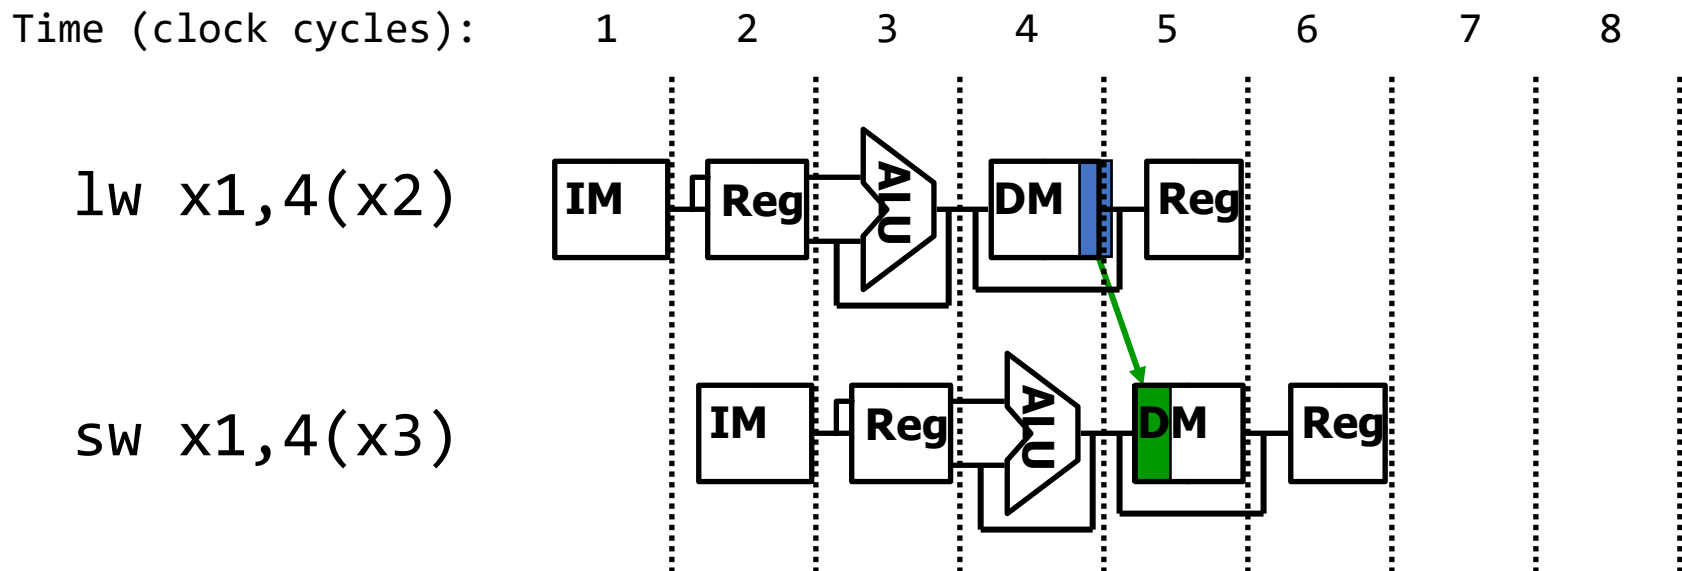 Time (clock cycles): 1 2 3 4 5 6 7 8
lw x1,4(x2) IM Reg ALU DM Reg
sw x1,4(x3) IM Reg ALU DM Reg